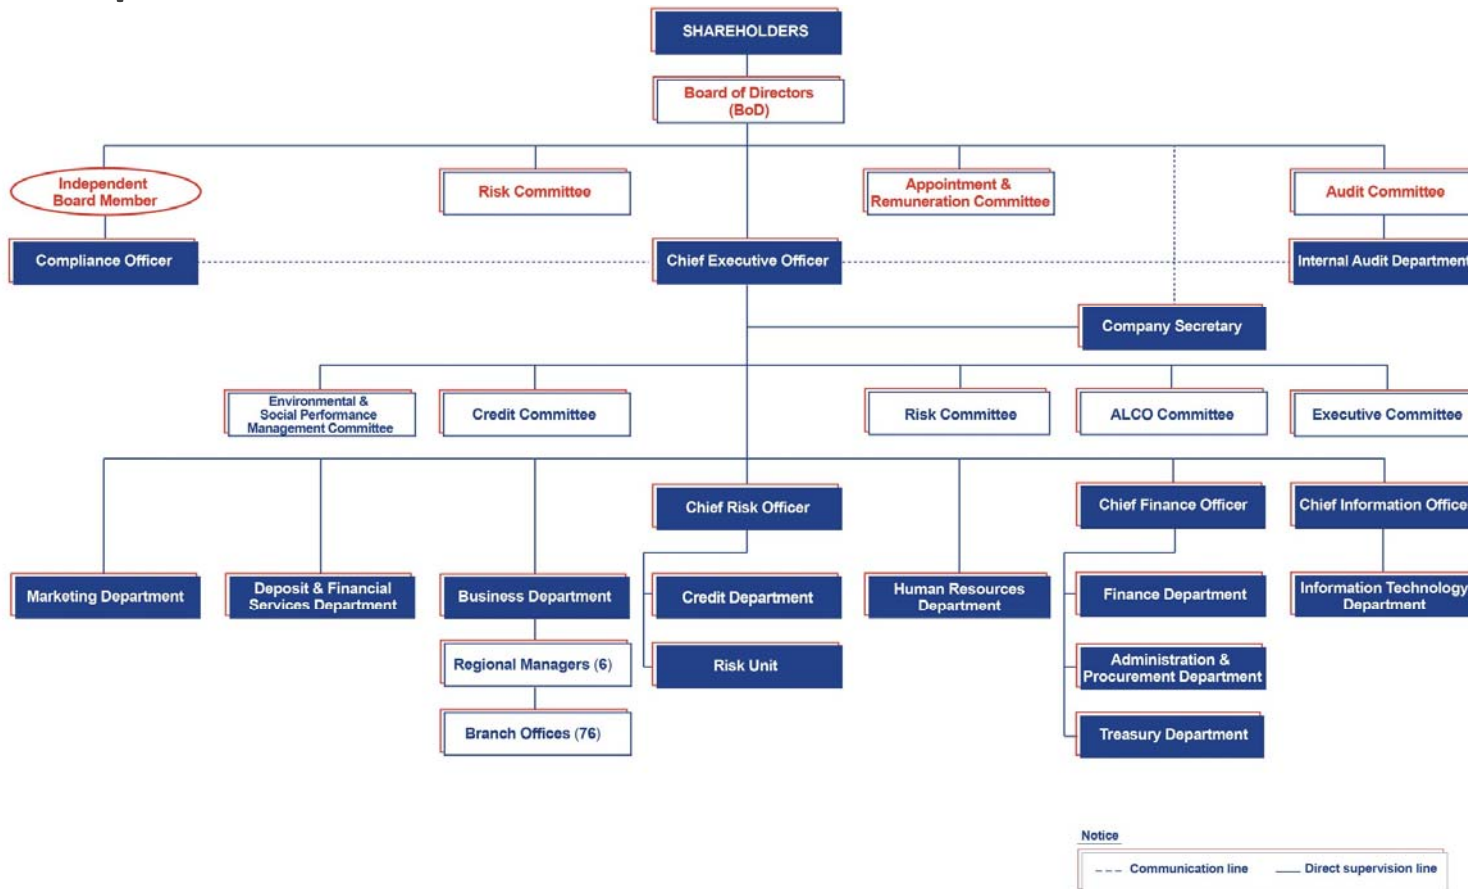 SHAREHOLDERS
Board of Directors
(BoD)
Independent
Board Member
Risk Committee
Appointment &
Remuneration Committee
Audit Committee
Compliance Officer
Chief Executive Officer
Internal Audit Department
Company Secretary
Environmental &
Social Performance
Management Committee
Credit Committee
Risk Committee
ALCO Committee
Executive Committee
Chief Risk Officer
Chief Finance Officer
Chief Information Office
Marketing Department
Deposit & Financial
Services Department
Business Department
Credit Department
Human Resources
Department
Finance Department
Information Technology
Department
Regional Managers (6)
Risk Unit
Administration &
Procurement Department
Branch Offices (76)
Treasury Department
Notice
Communication line
Direct supervision line